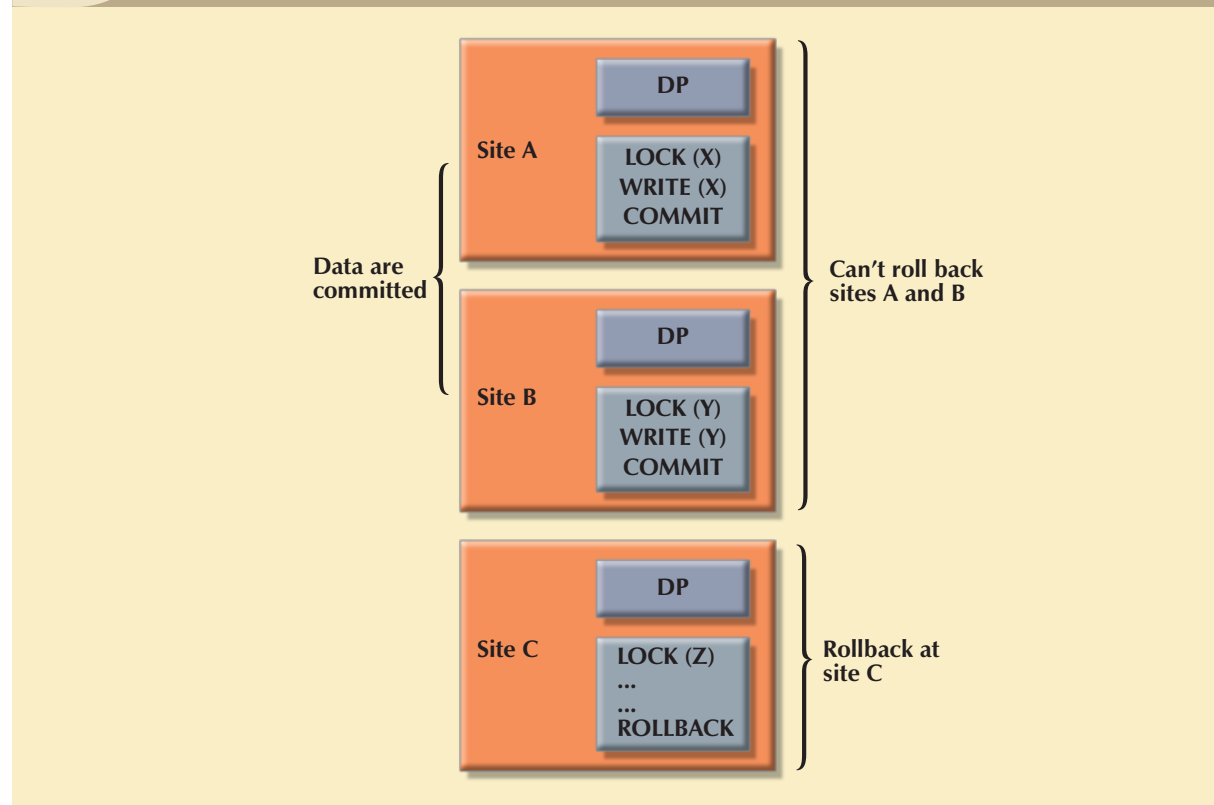 DP
Site A
LOCK (X)
WRITE (X)
COMMIT
Data are
committed
Can't roll back
sites A and B
DP
Site B
LOCK (Y)
WRITE (Y)
COMMIT
DP
Site C
LOCK (Z)
...
...
ROLLBACK
Rollback at
site C